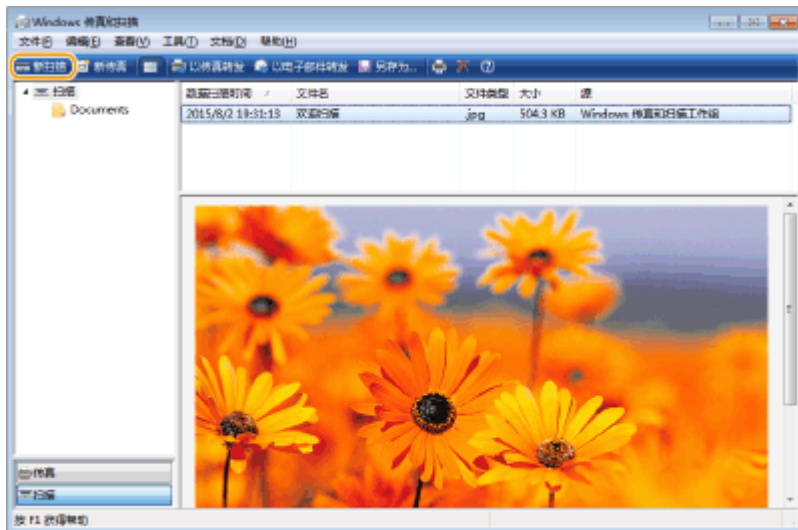 Windows 传真和扫描
文件(F) 编辑(E) 查看(V) 工具(T) 文档(D) 帮助(H)
新扫描 新传真 以传真转发 以电子邮件转发 另存为...
扫描
Documents
数据扫描时间 文件名 文件类型 大小 源
2015/8/2 19:31:13 欢迎扫描 .jpg 504.3 KB Windows 传真和扫描工作组
传真
扫描
按 F1 获得帮助